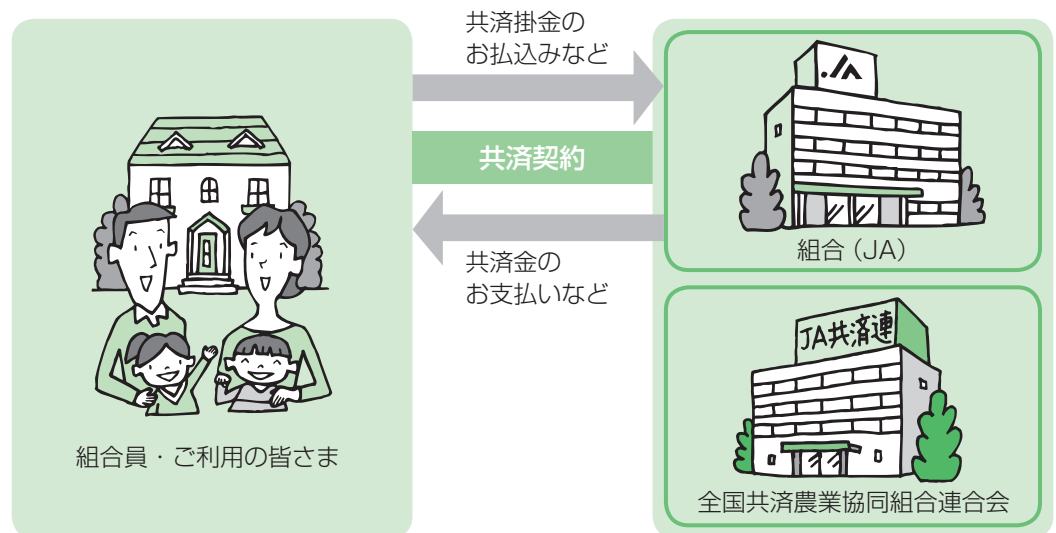 共済掛金の
お払込みなど
共済契約
共済金の
お支払いなど
組合員・ご利用の皆さま
JA
組合（JA）
JA共済連
全国共済農業協同組合連合会